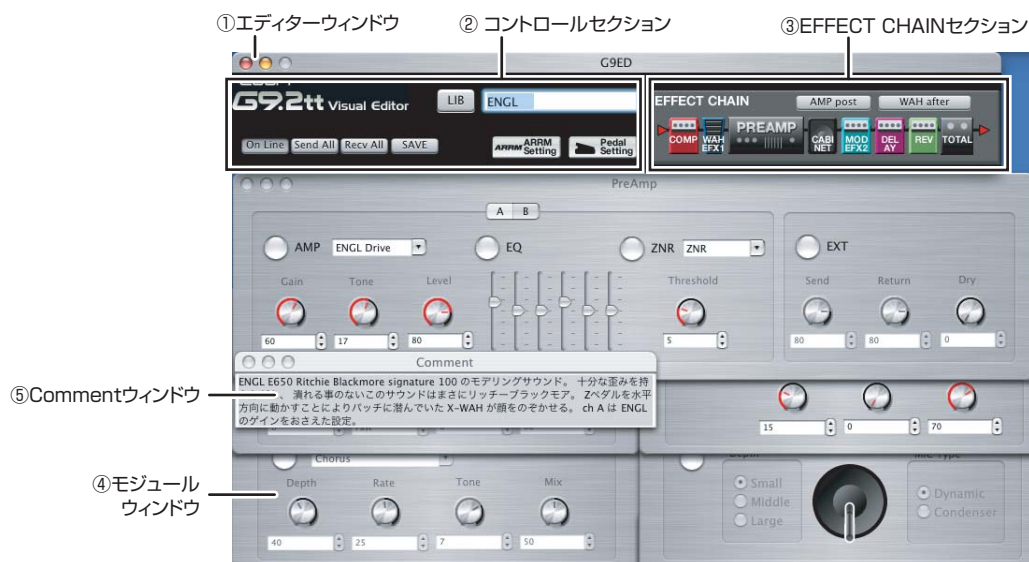 ①エディターウィンドウ
② コントロールセクション
③EFFECT CHAINセクション
G9ED
G9.2tt Visual Editor
LIB
ENGL
On Line
Send All
Recv All
SAVE
ARRM
ARRM
Setting
Pedal
Setting
EFFECT CHAIN
AMP post
WAH after
COMP
WAH
EFX1
PREAMP
CABI
NET
MOD
EFX2
DEL
AY
REV
TOTAL
PreAmp
A B
AMP
ENGL Drive
EQ
ZNR
ZNR
EXT
Gain
Tone
Level
Threshold
Send
Return
Dry
60
17
80
5
80
80
0
Comment
ENGL E650 Ritchie Blackmore signature 100 のモデリングサウンド。 十分な歪みを持
、 潰れる事のないこのサウンドはまさにリッチーブラックモア。 Zペダルを水平
方向に動かすことによりパッチに潜んでいた X-WAH が顔をのぞかせる。 ch A は ENGL
のゲインをおさえた設定。
⑤Commentウィンドウ
15
0
70
④モジュール
ウィンドウ
Chorus
Depth
Rate
Tone
Mix
40
25
7
50
Small
Middle
Large
Dynamic
Condenser